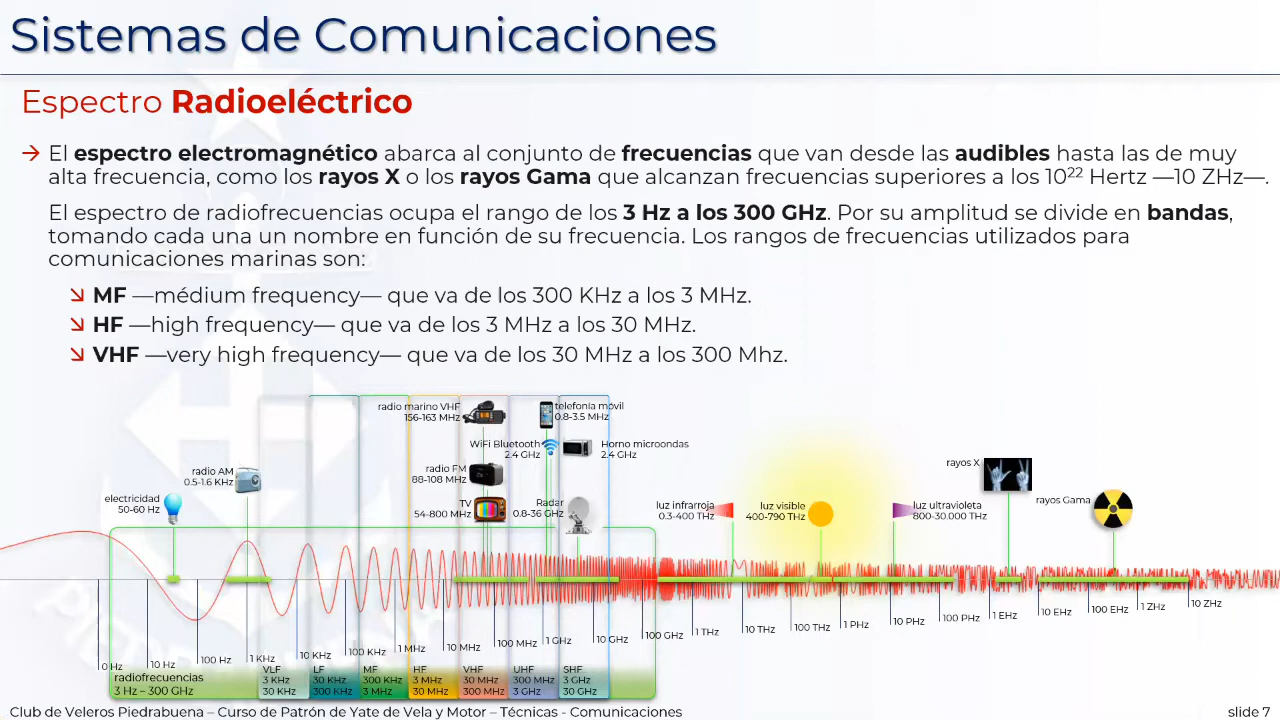 Sistemas de Comunicaciones
Espectro Radioeléctrico
→ El espectro electromagnético abarca al conjunto de frecuencias que van desde las audibles hasta las de muy
alta frecuencia, como los rayos X o los rayos Gama que alcanzan frecuencias superiores a los 10²² Hertz —10 ZHz—.
El espectro de radiofrecuencias ocupa el rango de los 3 Hz a los 300 GHz. Por su amplitud se divide en bandas,
tomando cada una un nombre en función de su frecuencia. Los rangos de frecuencias utilizados para
comunicaciones marinas son:
↘ MF —médium frequency— que va de los 300 KHz a los 3 MHz.
↘ HF —high frequency— que va de los 3 MHz a los 30 MHz.
↘ VHF —very high frequency— que va de los 30 MHz a los 300 Mhz.
radio marino VHF
156-163 MHz
telefonía móvil
0.8-3.5 MHz
WiFi Bluetooth
2.4 GHz
Horno microondas
2.4 GHz
radio AM
0.5-1.6 KHz
radio FM
88-108 MHz
rayos X
electricidad
50-60 Hz
TV
54-800 MHz
Radar
0.8-36 GHz
luz infrarroja
0.3-400 THz
luz visible
400-790 THz
luz ultravioleta
800-30.000 THz
rayos Gama
0 Hz
10 Hz
100 Hz
1 KHz
10 KHz
100 KHz
1 MHz
10 MHz
100 MHz
1 GHz
10 GHz
100 GHz
1 THz
10 THz
100 THz
1 PHz
10 PHz
100 PHz
1 EHz
10 EHz
100 EHz
1 ZHz
10 ZHz
radiofrecuencias
3 Hz – 300 GHz
VLF
3 KHz
30 KHz
LF
30 KHz
300 KHz
MF
300 KHz
3 MHz
HF
3 MHz
30 MHz
VHF
30 MHz
300 MHz
UHF
300 MHz
3 GHz
SHF
3 GHz
30 GHz
Club de Veleros Piedrabuena – Curso de Patrón de Yate de Vela y Motor – Técnicas - Comunicaciones
slide 7